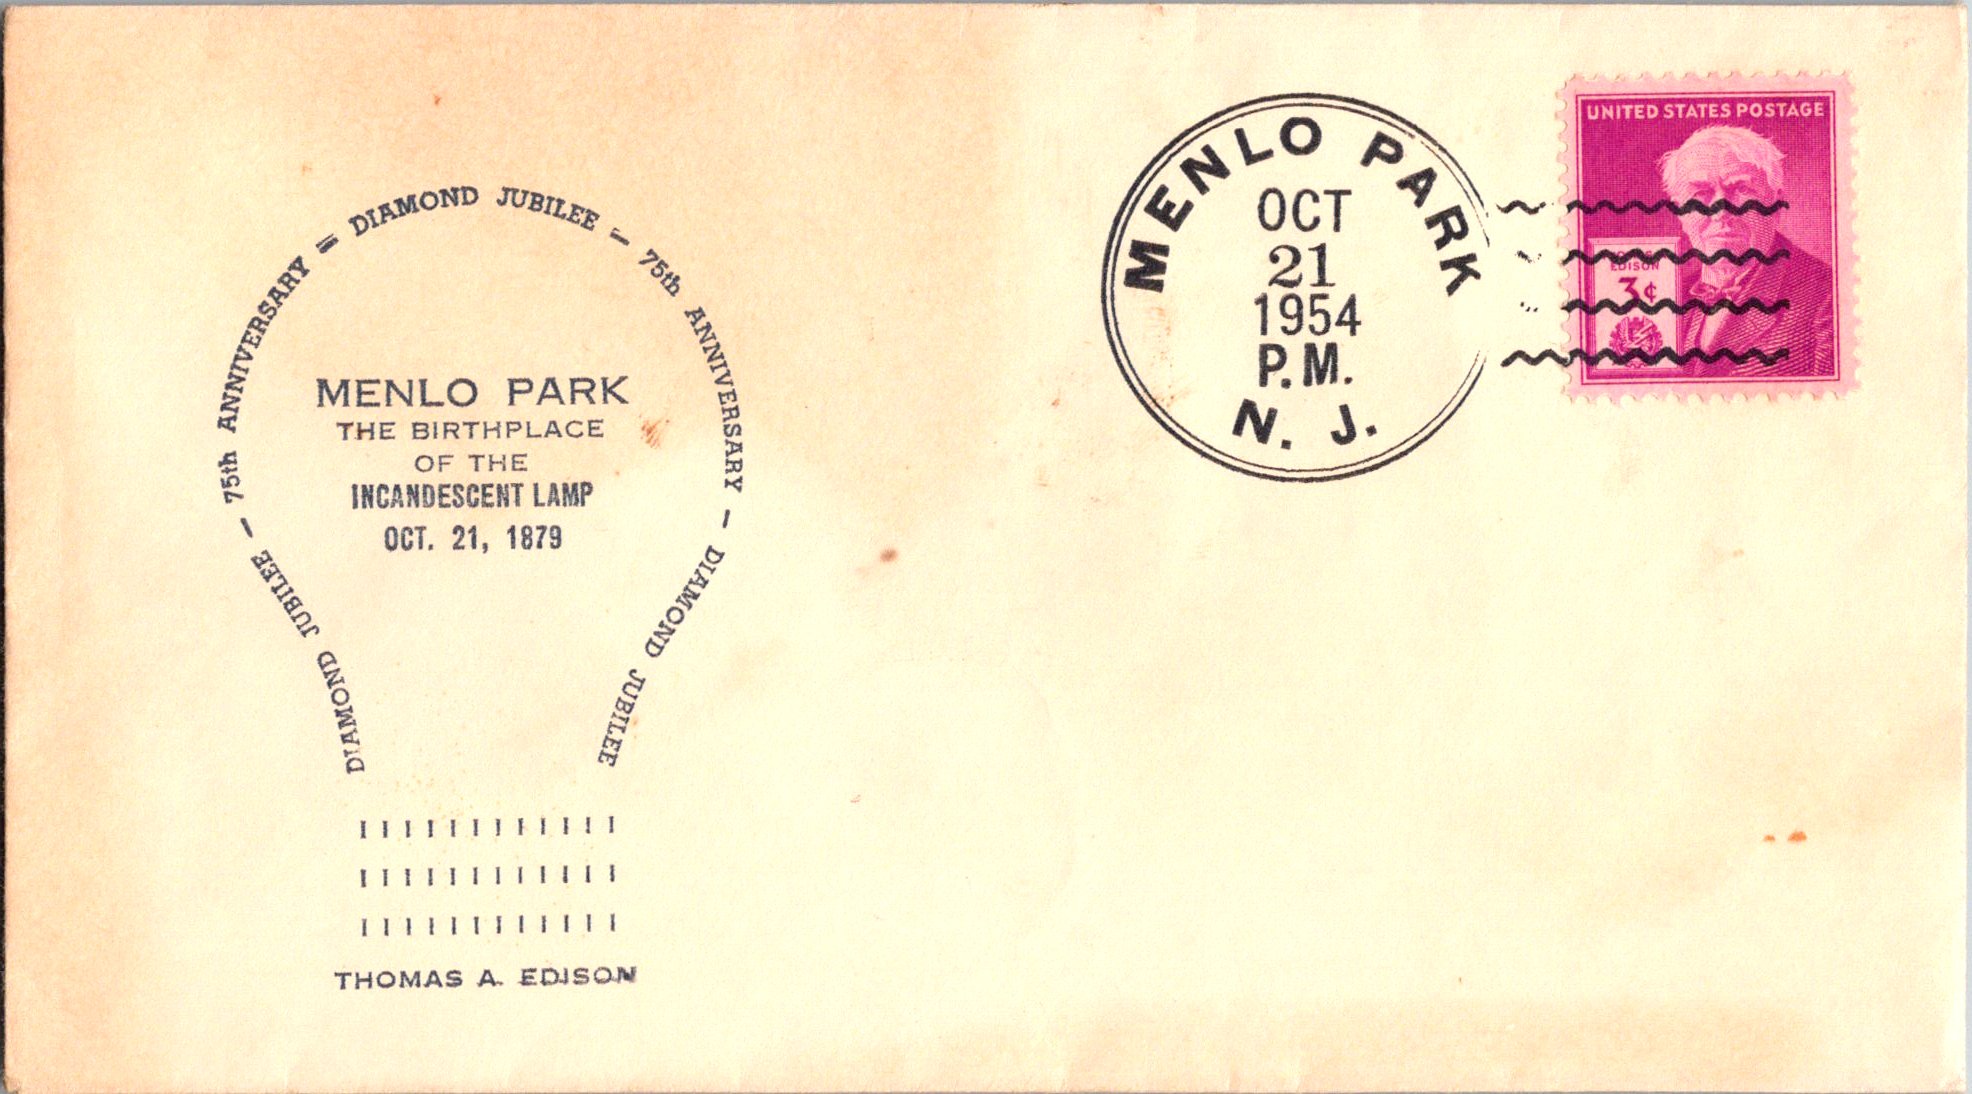 DIAMOND JUBILEE - 75th ANNIVERSARY = DIAMOND JUBILEE - 75th ANNIVERSARY - DIAMOND JUBILEE
MENLO PARK
THE BIRTHPLACE
OF THE
INCANDESCENT LAMP
OCT. 21, 1879
I I I I I I I I I I I I
I I I I I I I I I I I I
I I I I I I I I I I I I
THOMAS A. EDISON
MENLO PARK
OCT
21
1954
P.M.
N. J.
UNITED STATES POSTAGE
EDISON
3¢